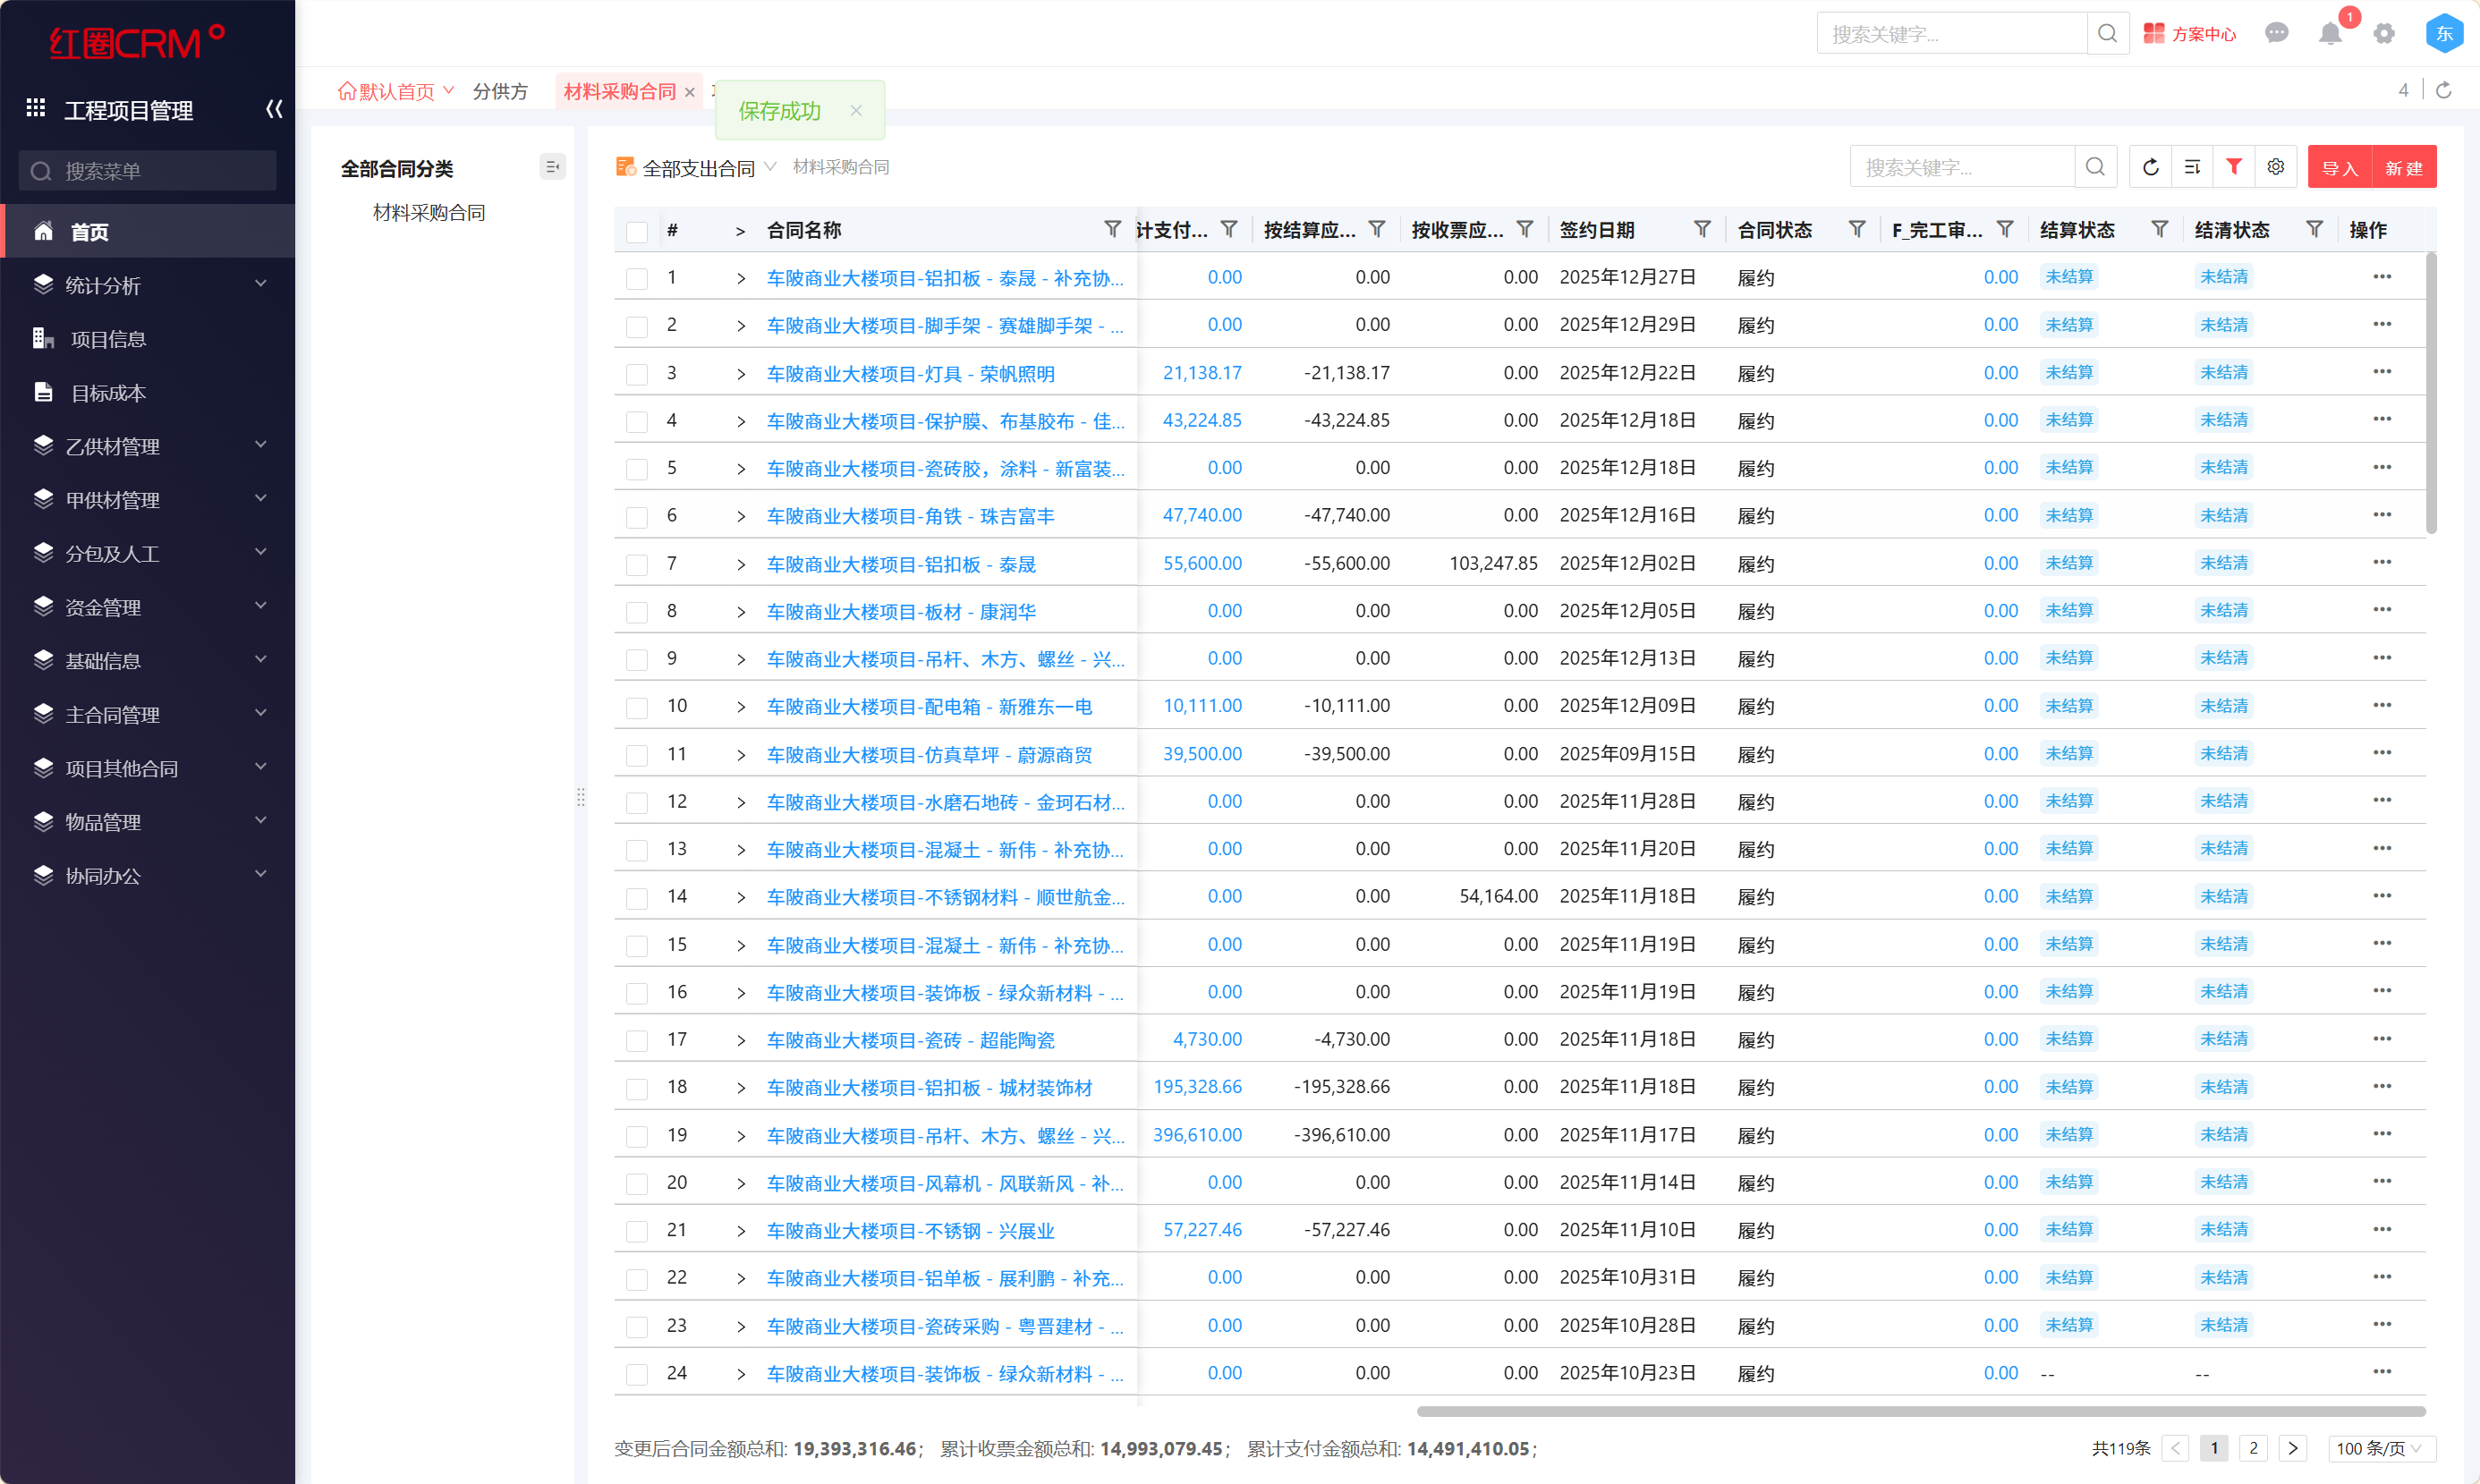 红圈CRM
搜索关键字...
方案中心
1
东
工程项目管理
默认首页 分供方 材料采购合同
保存成功
4
搜索菜单
首页
统计分析
项目信息
目标成本
乙供材管理
甲供材管理
分包及人工
资金管理
基础信息
主合同管理
项目其他合同
物品管理
协同办公
全部合同分类
材料采购合同
全部支出合同 材料采购合同
搜索关键字...
导入 新建
# > 合同名称 计支付... 按结算应... 按收票应... 签约日期 合同状态 F_完工审... 结算状态 结清状态 操作
1 > 车陂商业大楼项目-铝扣板 - 泰晟 - 补充协... 0.00 0.00 0.00 2025年12月27日 履约 0.00 未结算 未结清 •••
2 > 车陂商业大楼项目-脚手架 - 赛雄脚手架 - ... 0.00 0.00 0.00 2025年12月29日 履约 0.00 未结算 未结清 •••
3 > 车陂商业大楼项目-灯具 - 荣帆照明 21,138.17 -21,138.17 0.00 2025年12月22日 履约 0.00 未结算 未结清 •••
4 > 车陂商业大楼项目-保护膜、布基胶布 - 佳... 43,224.85 -43,224.85 0.00 2025年12月18日 履约 0.00 未结算 未结清 •••
5 > 车陂商业大楼项目-瓷砖胶，涂料 - 新富装... 0.00 0.00 0.00 2025年12月18日 履约 0.00 未结算 未结清 •••
6 > 车陂商业大楼项目-角铁 - 珠吉富丰 47,740.00 -47,740.00 0.00 2025年12月16日 履约 0.00 未结算 未结清 •••
7 > 车陂商业大楼项目-铝扣板 - 泰晟 55,600.00 -55,600.00 103,247.85 2025年12月02日 履约 0.00 未结算 未结清 •••
8 > 车陂商业大楼项目-板材 - 康润华 0.00 0.00 0.00 2025年12月05日 履约 0.00 未结算 未结清 •••
9 > 车陂商业大楼项目-吊杆、木方、螺丝 - 兴... 0.00 0.00 0.00 2025年12月13日 履约 0.00 未结算 未结清 •••
10 > 车陂商业大楼项目-配电箱 - 新雅东一电 10,111.00 -10,111.00 0.00 2025年12月09日 履约 0.00 未结算 未结清 •••
11 > 车陂商业大楼项目-仿真草坪 - 蔚源商贸 39,500.00 -39,500.00 0.00 2025年09月15日 履约 0.00 未结算 未结清 •••
12 > 车陂商业大楼项目-水磨石地砖 - 金珂石材... 0.00 0.00 0.00 2025年11月28日 履约 0.00 未结算 未结清 •••
13 > 车陂商业大楼项目-混凝土 - 新伟 - 补充协... 0.00 0.00 0.00 2025年11月20日 履约 0.00 未结算 未结清 •••
14 > 车陂商业大楼项目-不锈钢材料 - 顺世航金... 0.00 0.00 54,164.00 2025年11月18日 履约 0.00 未结算 未结清 •••
15 > 车陂商业大楼项目-混凝土 - 新伟 - 补充协... 0.00 0.00 0.00 2025年11月19日 履约 0.00 未结算 未结清 •••
16 > 车陂商业大楼项目-装饰板 - 绿众新材料 - ... 0.00 0.00 0.00 2025年11月19日 履约 0.00 未结算 未结清 •••
17 > 车陂商业大楼项目-瓷砖 - 超能陶瓷 4,730.00 -4,730.00 0.00 2025年11月18日 履约 0.00 未结算 未结清 •••
18 > 车陂商业大楼项目-铝扣板 - 城材装饰材 195,328.66 -195,328.66 0.00 2025年11月18日 履约 0.00 未结算 未结清 •••
19 > 车陂商业大楼项目-吊杆、木方、螺丝 - 兴... 396,610.00 -396,610.00 0.00 2025年11月17日 履约 0.00 未结算 未结清 •••
20 > 车陂商业大楼项目-风幕机 - 风联新风 - 补... 0.00 0.00 0.00 2025年11月14日 履约 0.00 未结算 未结清 •••
21 > 车陂商业大楼项目-不锈钢 - 兴展业 57,227.46 -57,227.46 0.00 2025年11月10日 履约 0.00 未结算 未结清 •••
22 > 车陂商业大楼项目-铝单板 - 展利鹏 - 补充... 0.00 0.00 0.00 2025年10月31日 履约 0.00 未结算 未结清 •••
23 > 车陂商业大楼项目-瓷砖采购 - 粤晋建材 - ... 0.00 0.00 0.00 2025年10月28日 履约 0.00 未结算 未结清 •••
24 > 车陂商业大楼项目-装饰板 - 绿众新材料 - ... 0.00 0.00 0.00 2025年10月23日 履约 0.00 -- -- •••
变更后合同金额总和: 19,393,316.46； 累计收票金额总和: 14,993,079.45； 累计支付金额总和: 14,491,410.05；
共119条 < 1 2 > 100 条/页